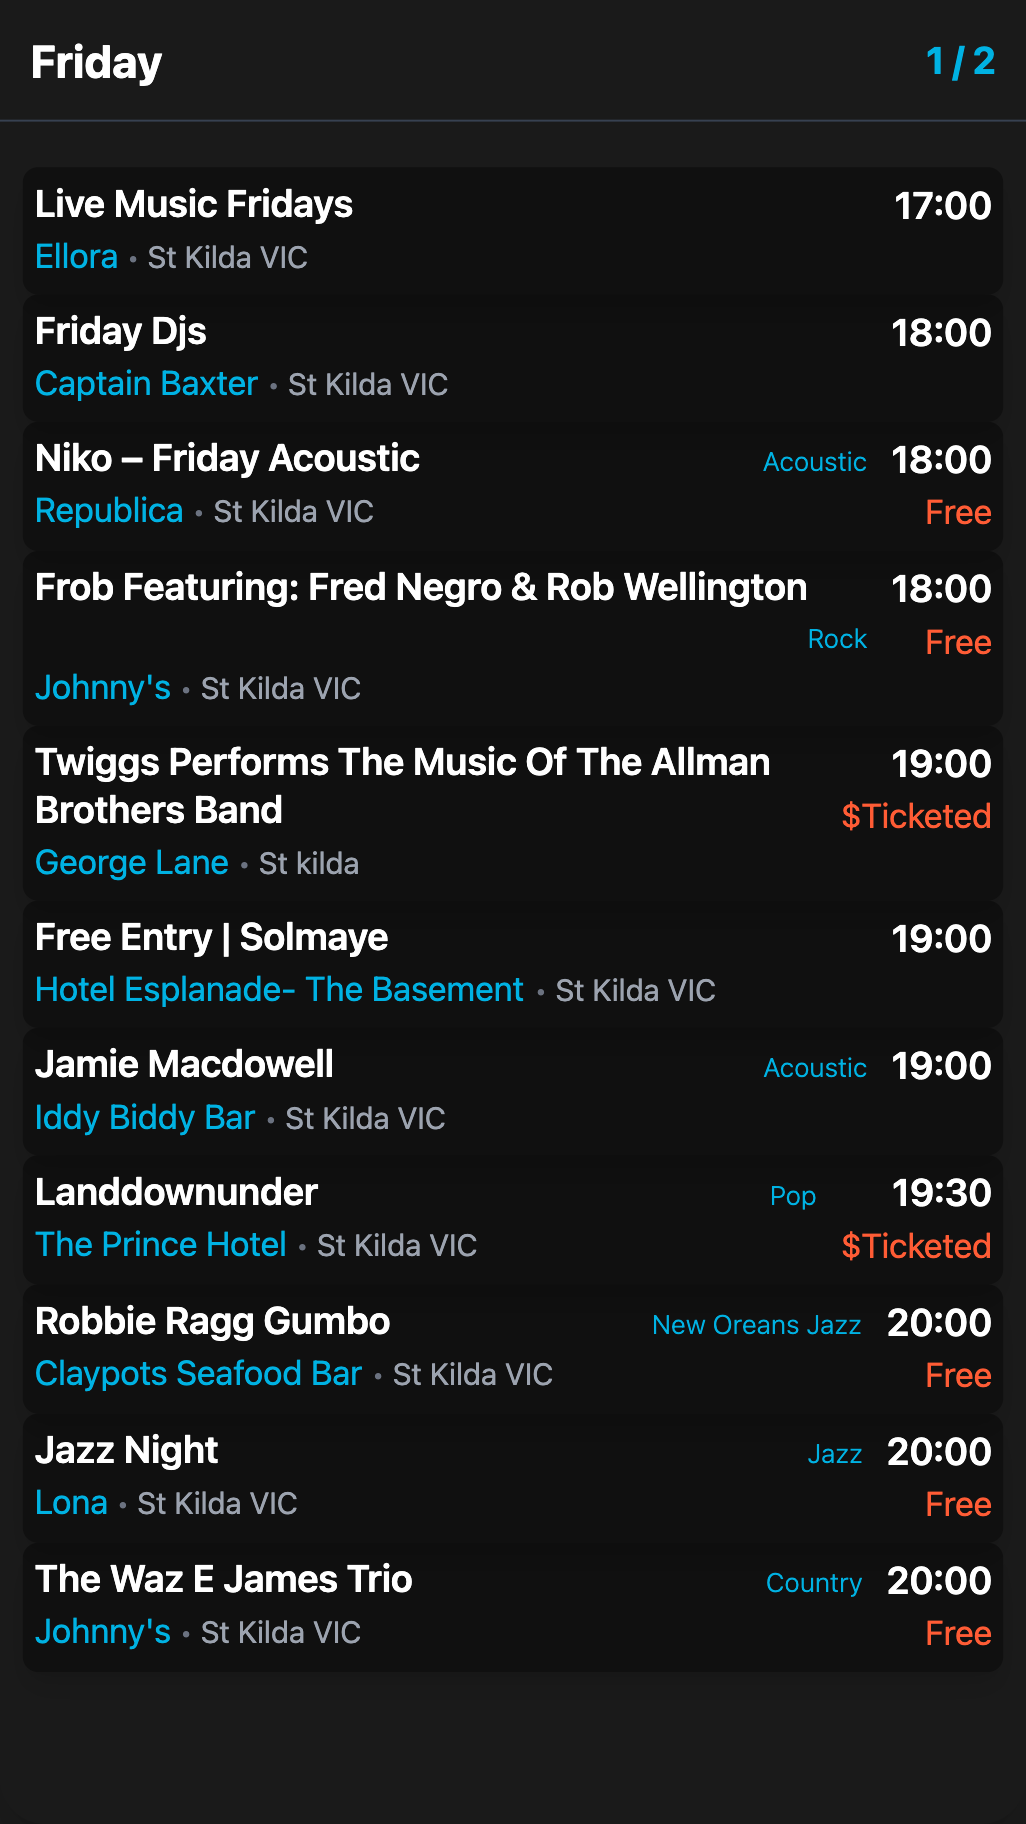 Friday 1 / 2
Live Music Fridays 17:00
Ellora • St Kilda VIC
Friday Djs 18:00
Captain Baxter • St Kilda VIC
Niko – Friday Acoustic Acoustic 18:00
Republica • St Kilda VIC Free
Frob Featuring: Fred Negro & Rob Wellington 18:00
Rock Free
Johnny's • St Kilda VIC
Twiggs Performs The Music Of The Allman 19:00
Brothers Band $Ticketed
George Lane • St kilda
Free Entry | Solmaye 19:00
Hotel Esplanade- The Basement • St Kilda VIC
Jamie Macdowell Acoustic 19:00
Iddy Biddy Bar • St Kilda VIC
Landdownunder Pop 19:30
The Prince Hotel • St Kilda VIC $Ticketed
Robbie Ragg Gumbo New Oreans Jazz 20:00
Claypots Seafood Bar • St Kilda VIC Free
Jazz Night Jazz 20:00
Lona • St Kilda VIC Free
The Waz E James Trio Country 20:00
Johnny's • St Kilda VIC Free